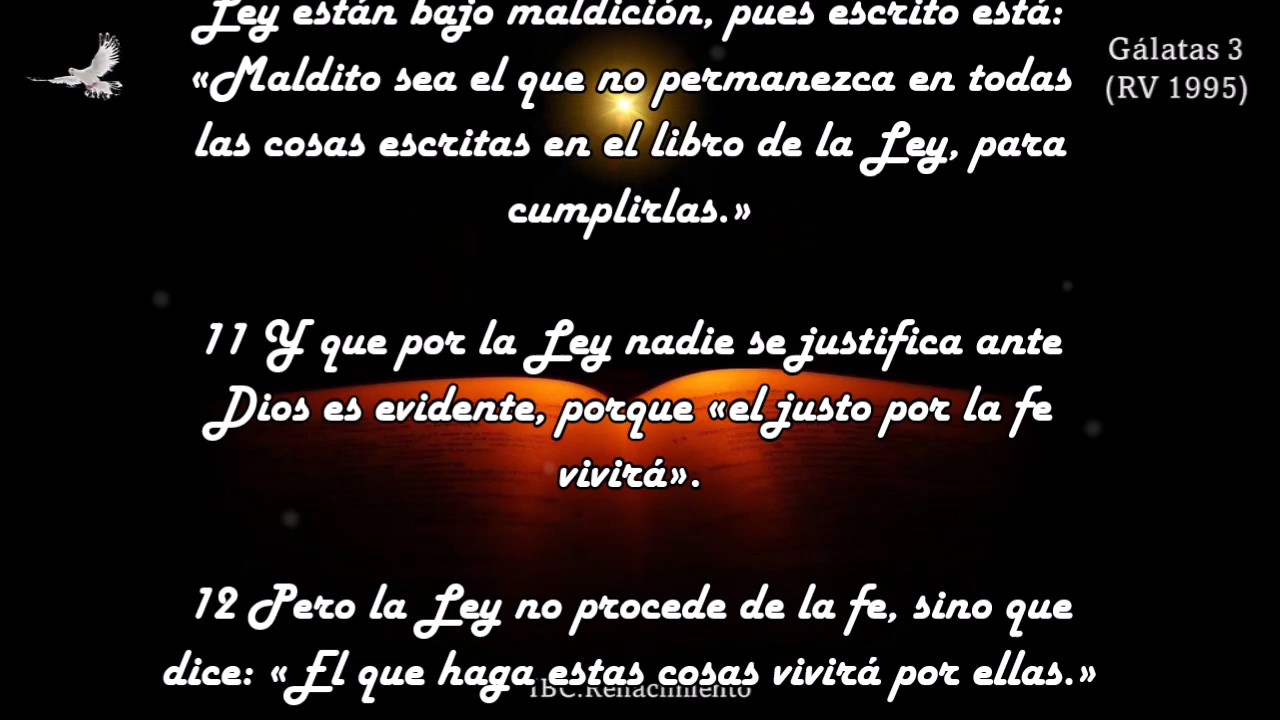 Ley están bajo maldición, pues escrito está:
«Maldito sea el que no permanezca en todas
las cosas escritas en el libro de la Ley, para
cumplirlas.»
11 Y que por la Ley nadie se justifica ante
Dios es evidente, porque «el justo por la fe
vivirá».
12 Pero la Ley no procede de la fe, sino que
dice: «El que haga estas cosas vivirá por ellas.»
Gálatas 3
(RV 1995)
IBC.Renacimiento